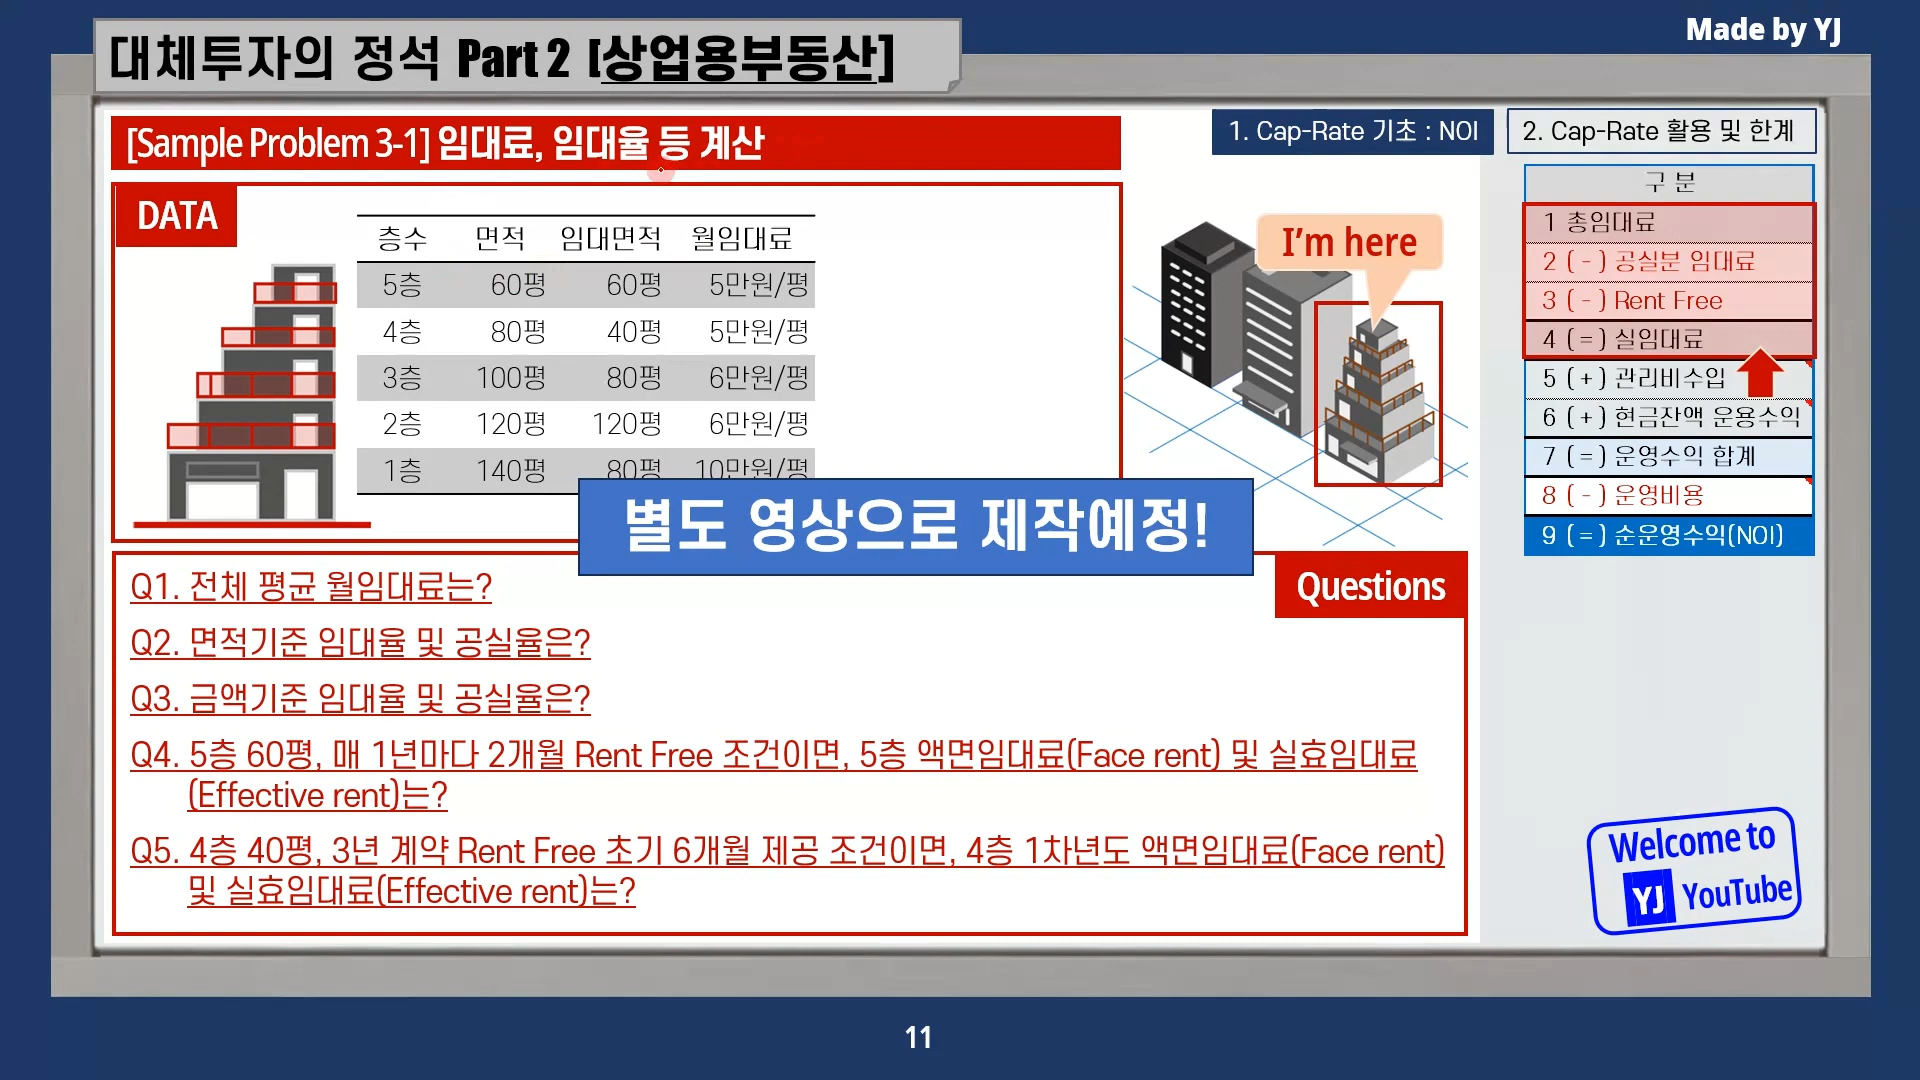 대체투자의 정석 Part 2 [상업용부동산]
Made by YJ
[Sample Problem 3-1] 임대료, 임대율 등 계산
1. Cap-Rate 기초 : NOI
2. Cap-Rate 활용 및 한계
DATA
층수 면적 임대면적 월임대료
5층 60평 60평 5만원/평
4층 80평 40평 5만원/평
3층 100평 80평 6만원/평
2층 120평 120평 6만원/평
1층 140평 80평 10만원/평
I'm here
구 분
1 총임대료
2 ( - ) 공실분 임대료
3 ( - ) Rent Free
4 ( = ) 실임대료
5 ( + ) 관리비수입
6 ( + ) 현금잔액 운용수익
7 ( = ) 운영수익 합계
8 ( - ) 운영비용
9 ( = ) 순운영수익(NOI)
별도 영상으로 제작예정!
Questions
Q1. 전체 평균 월임대료는?
Q2. 면적기준 임대율 및 공실율은?
Q3. 금액기준 임대율 및 공실율은?
Q4. 5층 60평, 매 1년마다 2개월 Rent Free 조건이면, 5층 액면임대료(Face rent) 및 실효임대료
(Effective rent)는?
Q5. 4층 40평, 3년 계약 Rent Free 초기 6개월 제공 조건이면, 4층 1차년도 액면임대료(Face rent)
및 실효임대료(Effective rent)는?
Welcome to
YJ YouTube
11